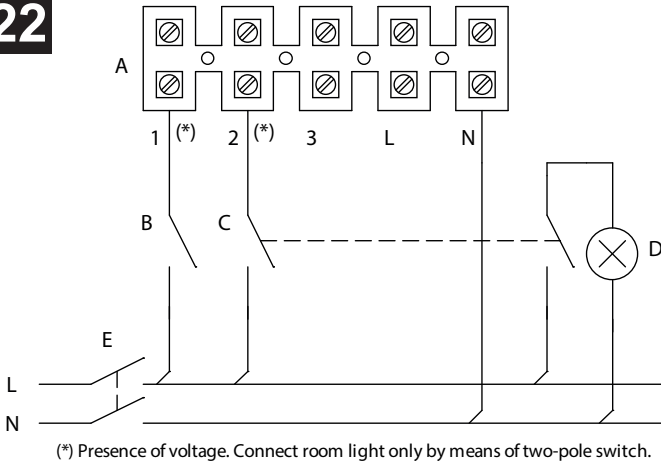 22
A
1 (*) 2 (*) 3 L N
B C D
E
L
N
(*) Presence of voltage. Connect room light only by means of two-pole switch.